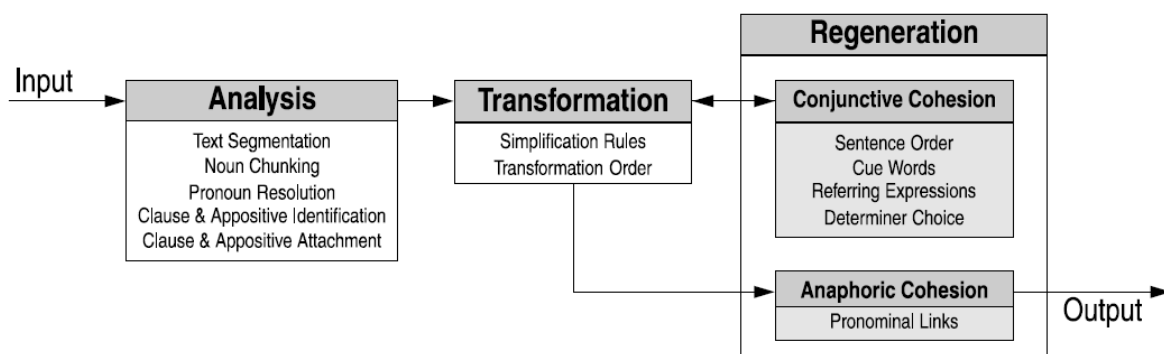 Input
Analysis
Text Segmentation
Noun Chunking
Pronoun Resolution
Clause & Appositive Identification
Clause & Appositive Attachment
Transformation
Simplification Rules
Transformation Order
Regeneration
Conjunctive Cohesion
Sentence Order
Cue Words
Referring Expressions
Determiner Choice
Anaphoric Cohesion
Pronominal Links
Output